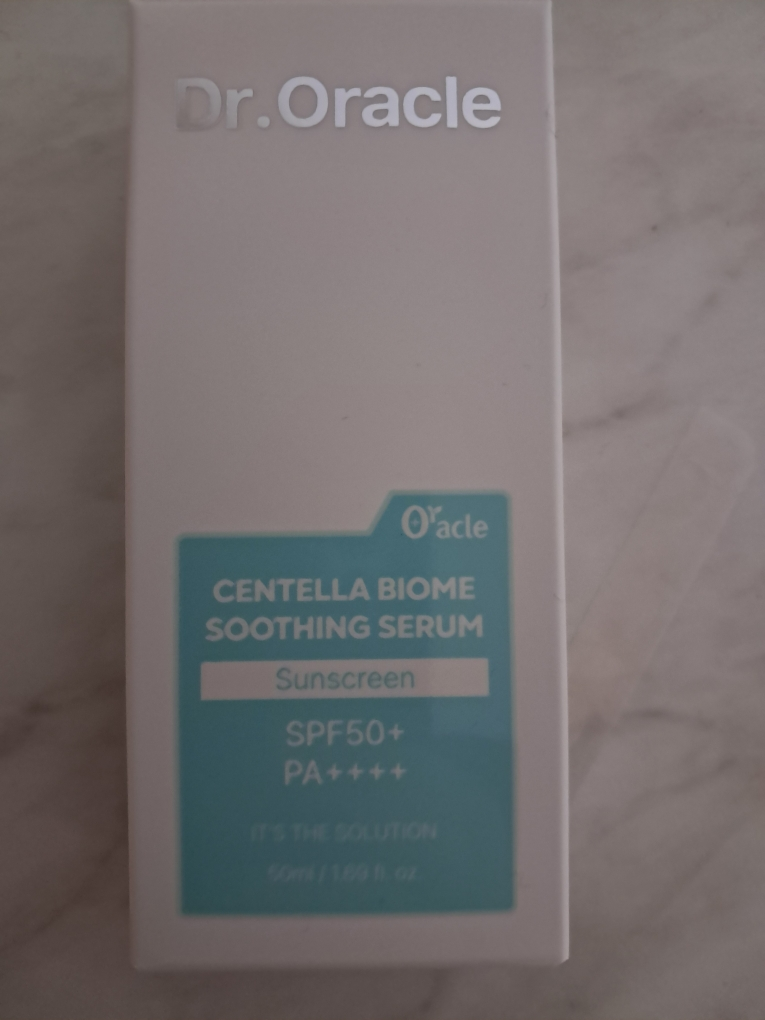 Dr.Oracle
Oracle
CENTELLA BIOME
SOOTHING SERUM
Sunscreen
SPF50+
PA++++
IT'S THE SOLUTION
50ml / 1.69 fl. oz.